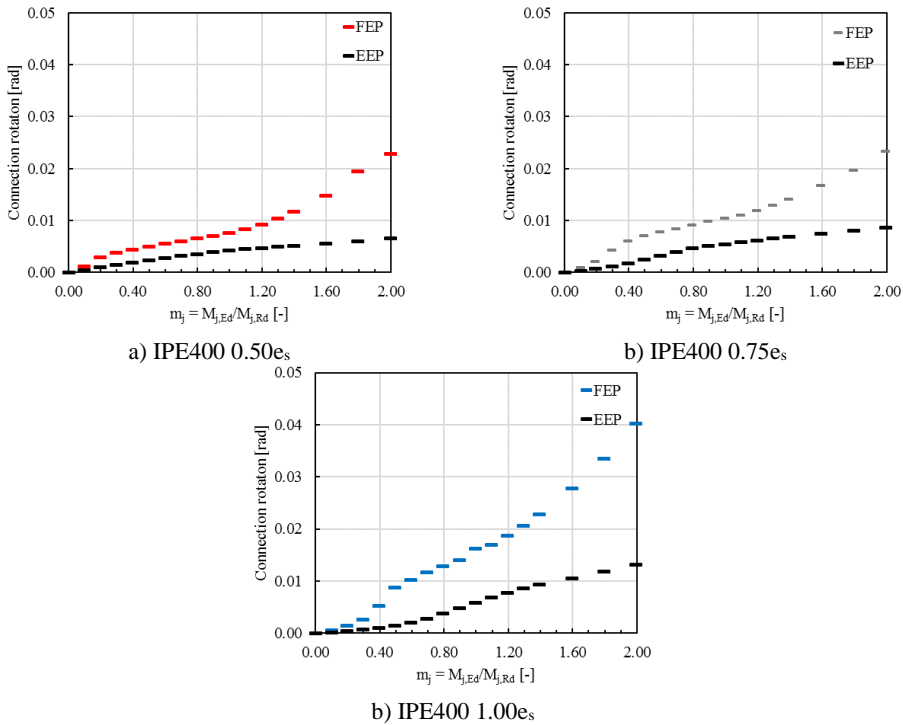 0.05
0.04
0.03
0.02
0.01
0.00
Connection rotaton [rad]
FEP
EEP
0.00 0.40 0.80 1.20 1.60 2.00
mj = Mj,Ed/Mj,Rd [-]
a) IPE400 0.50es
0.05
0.04
0.03
0.02
0.01
0.00
Connection rotaton [rad]
FEP
EEP
0.00 0.40 0.80 1.20 1.60 2.00
mj = Mj,Ed/Mj,Rd [-]
b) IPE400 0.75es
0.05
0.04
0.03
0.02
0.01
0.00
Connection rotaton [rad]
FEP
EEP
0.00 0.40 0.80 1.20 1.60 2.00
mj = Mj,Ed/Mj,Rd [-]
b) IPE400 1.00es